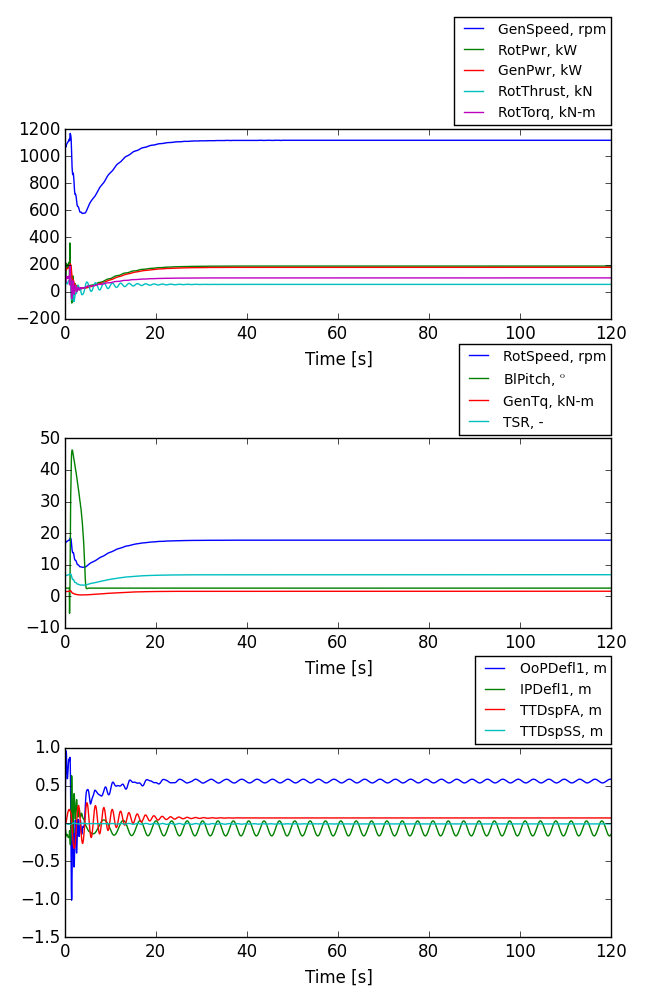 GenSpeed, rpm
RotPwr, kW
GenPwr, kW
RotThrust, kN
RotTorq, kN-m
1200
1000
800
600
400
200
0
−200
0 20 40 60 80 100 120
Time [s]
RotSpeed, rpm
BlPitch, °
GenTq, kN-m
TSR, -
50
40
30
20
10
0
−10
0 20 40 60 80 100 120
Time [s]
OoPDefl1, m
IPDefl1, m
TTDspFA, m
TTDspSS, m
1.0
0.5
0.0
−0.5
−1.0
−1.5
0 20 40 60 80 100 120
Time [s]